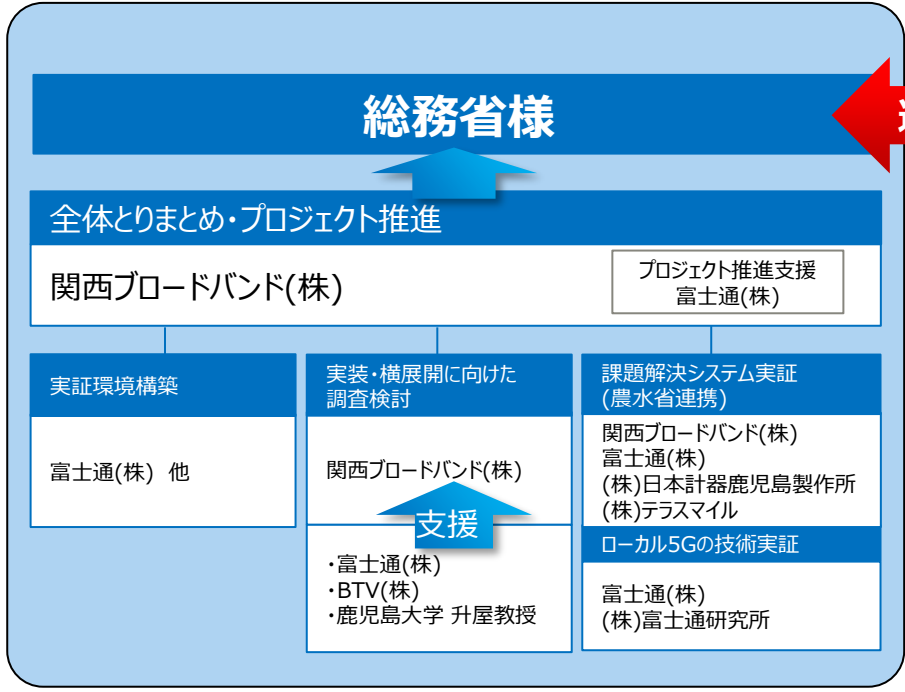 総務省様
全体とりまとめ・プロジェクト推進
関西ブロードバンド(株)
プロジェクト推進支援
富士通(株)
実証環境構築
富士通(株) 他
実装・横展開に向けた
調査検討
関西ブロードバンド(株)
支援
・富士通(株)
・BTV(株)
・鹿児島大学 升屋教授
課題解決システム実証
(農水省連携)
関西ブロードバンド(株)
富士通(株)
(株)日本計器鹿児島製作所
(株)テラスマイル
ローカル5Gの技術実証
富士通(株)
(株)富士通研究所